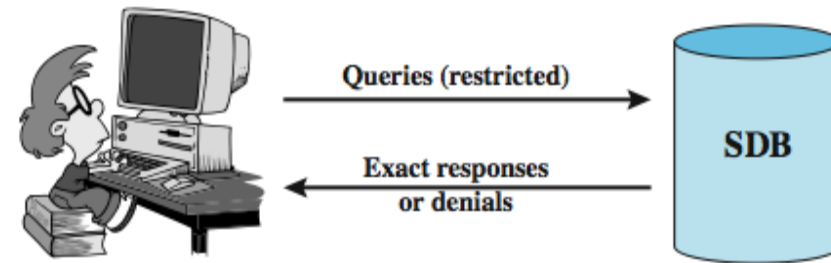 Queries (restricted)
SDB
Exact responses
or denials